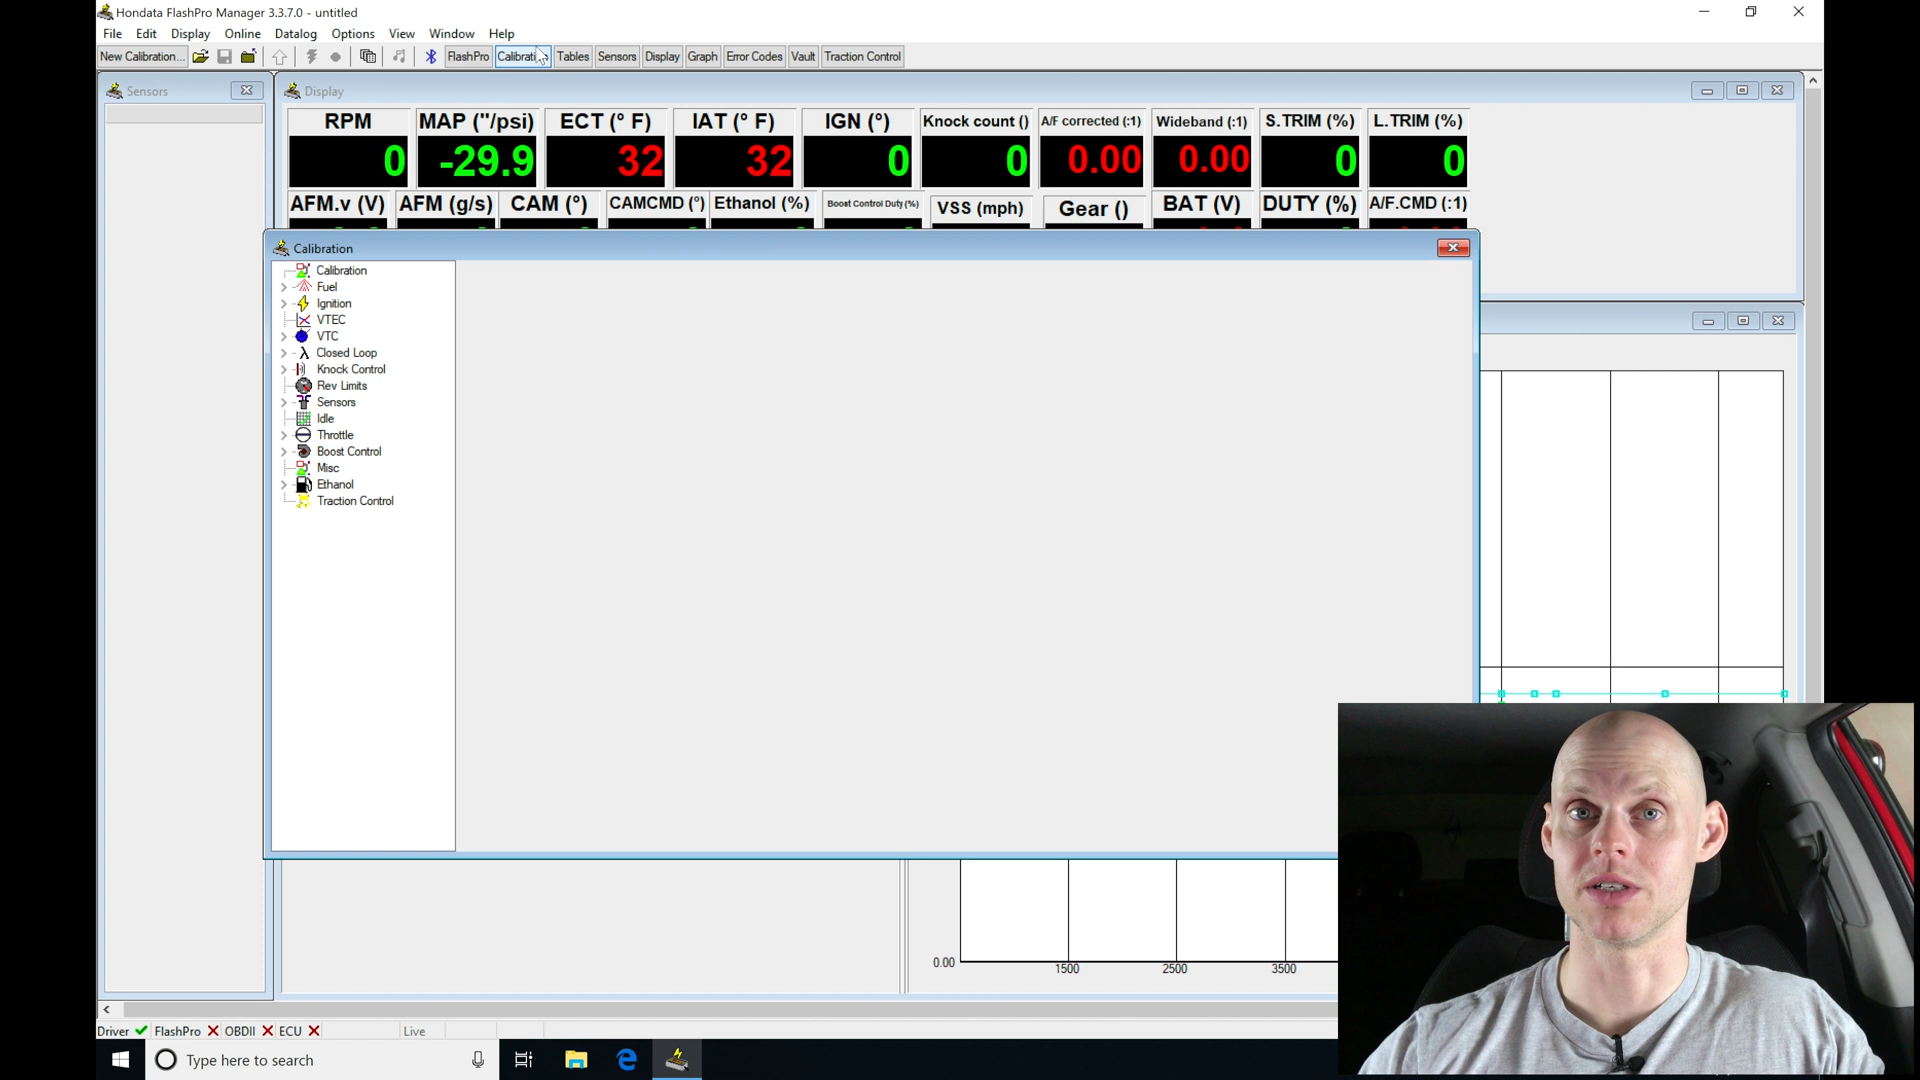 Hondata FlashPro Manager 3.3.7.0 - untitled
File Edit Display Online Datalog Options View Window Help
New Calibration... FlashPro Calibration Tables Sensors Display Graph Error Codes Vault Traction Control
Sensors
Display
RPM MAP ("/psi) ECT (° F) IAT (° F) IGN (°) Knock count () A/F corrected (:1) Wideband (:1) S.TRIM (%) L.TRIM (%)
0 -29.9 32 32 0 0 0.00 0.00 0 0
AFM.v (V) AFM (g/s) CAM (°) CAMCMD (°) Ethanol (%) Boost Control Duty (%) VSS (mph) Gear () BAT (V) DUTY (%) A/F.CMD (:1)
Calibration
Calibration
Fuel
Ignition
VTEC
VTC
Closed Loop
Knock Control
Rev Limits
Sensors
Idle
Throttle
Boost Control
Misc
Ethanol
Traction Control
0.00
1500 2500 3500
Driver FlashPro OBDII ECU Live
Type here to search